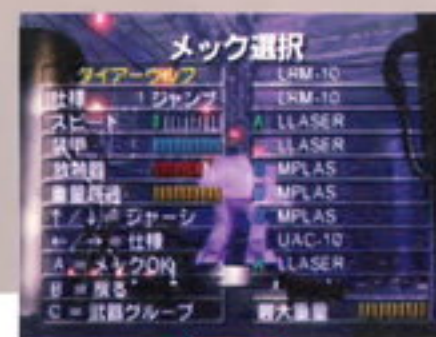 メック選択
ダイアーウルフ
仕様 1 ジャンプ
スピード
装甲
放熱器
重量
↑/↓= ジャーシ
←/→= 仕様
A = メックOK
B = 戻る
C = 武器グループ
LRM-10
LRM-10
A LLASER
LLASER
MPLAS
MPLAS
MPLAS
UAC-10
A LLASER
最大重量